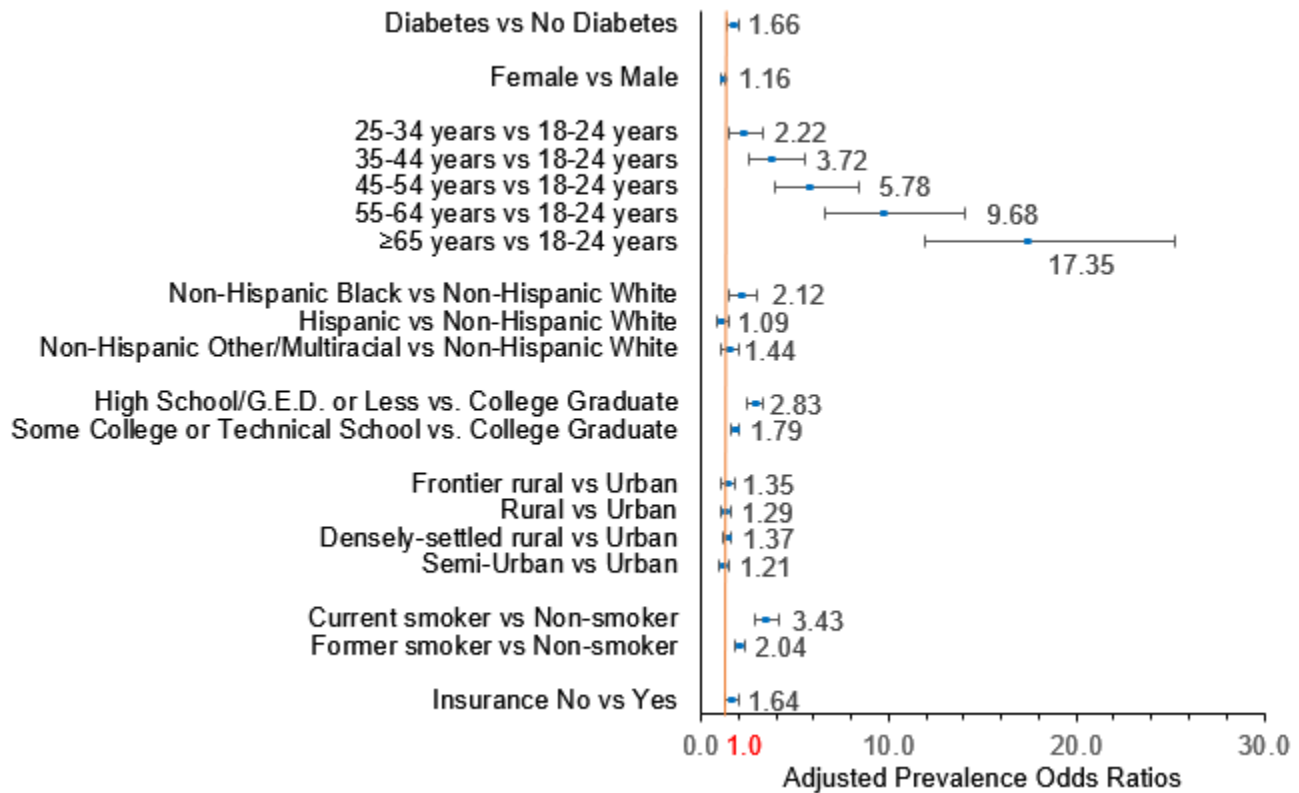 Diabetes vs No Diabetes 1.66
Female vs Male 1.16
25-34 years vs 18-24 years 2.22
35-44 years vs 18-24 years 3.72
45-54 years vs 18-24 years 5.78
55-64 years vs 18-24 years 9.68
≥65 years vs 18-24 years 17.35
Non-Hispanic Black vs Non-Hispanic White 2.12
Hispanic vs Non-Hispanic White 1.09
Non-Hispanic Other/Multiracial vs Non-Hispanic White 1.44
High School/G.E.D. or Less vs. College Graduate 2.83
Some College or Technical School vs. College Graduate 1.79
Frontier rural vs Urban 1.35
Rural vs Urban 1.29
Densely-settled rural vs Urban 1.37
Semi-Urban vs Urban 1.21
Current smoker vs Non-smoker 3.43
Former smoker vs Non-smoker 2.04
Insurance No vs Yes 1.64
0.0 1.0 10.0 20.0 30.0
Adjusted Prevalence Odds Ratios